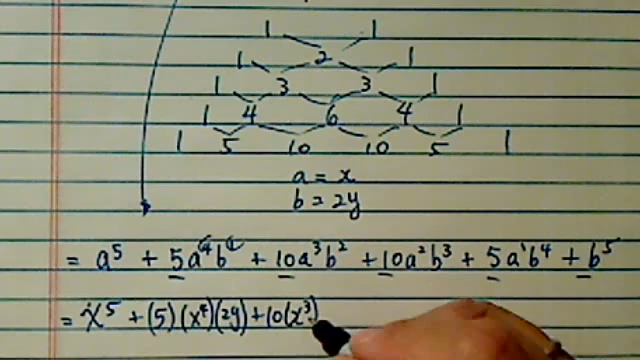 1 1
1 2 1
1 3 3 1
1 4 6 4 1
1 5 10 10 5 1
a = x
b = 2y
= a⁵ + 5a⁴b¹ + 10a³b² + 10a²b³ + 5a¹b⁴ + b⁵
= x⁵ + (5)(x⁴)(2y) + 10(x³)